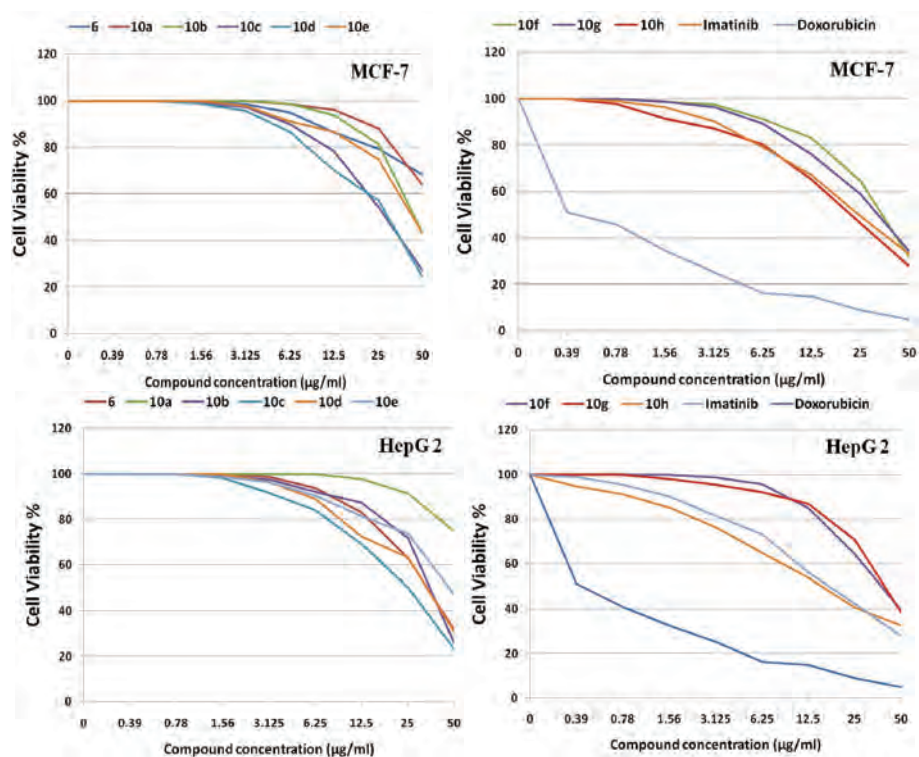 6 10a 10b 10c 10d 10e
MCF-7
120
100
80
60
40
20
0
Cell Viability %
0 0.39 0.78 1.56 3.125 6.25 12.5 25 50
Compound concentration (µg/ml)
10f 10g 10h Imatinib Doxorubicin
MCF-7
120
100
80
60
40
20
0
Cell Viability %
0 0.39 0.78 1.56 3.125 6.25 12.5 25 50
Compound concentration (µg/ml)
6 10a 10b 10c 10d 10e
HepG 2
120
100
80
60
40
20
0
Cell Viability %
0 0.39 0.78 1.56 3.125 6.25 12.5 25 50
Compound concentration (µg/ml)
10f 10g 10h Imatinib Doxorubicin
HepG 2
120
100
80
60
40
20
0
Cell Viability %
0 0.39 0.78 1.56 3.125 6.25 12.5 25 50
Compound concentration (µg/ml)